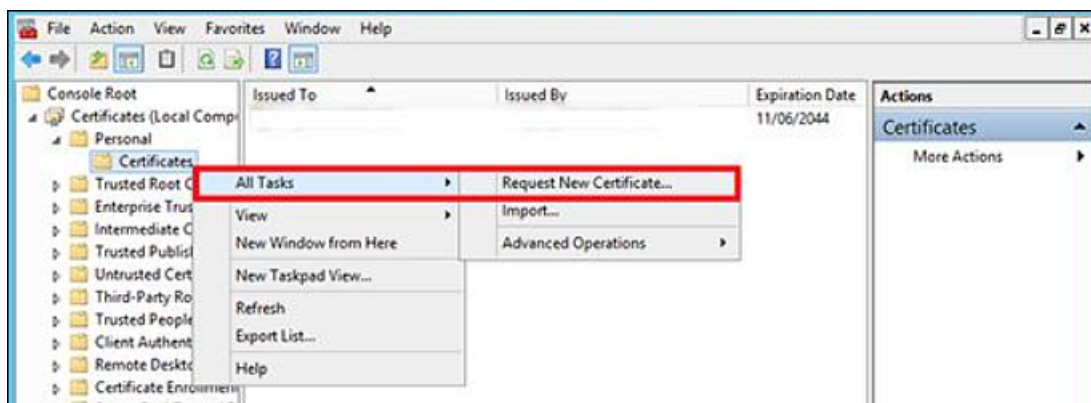 File Action View Favorites Window Help
Console Root
Certificates (Local Comp
Personal
Certificates
Trusted Root C
Enterprise Trus
Intermediate C
Trusted Publis
Untrusted Cert
Third-Party Ro
Trusted People
Client Authent
Remote Deskto
Certificate Enrollmen
Issued To Issued By Expiration Date
11/06/2044
All Tasks
View
New Window from Here
New Taskpad View...
Refresh
Export List...
Help
Request New Certificate...
Import...
Advanced Operations
Actions
Certificates
More Actions